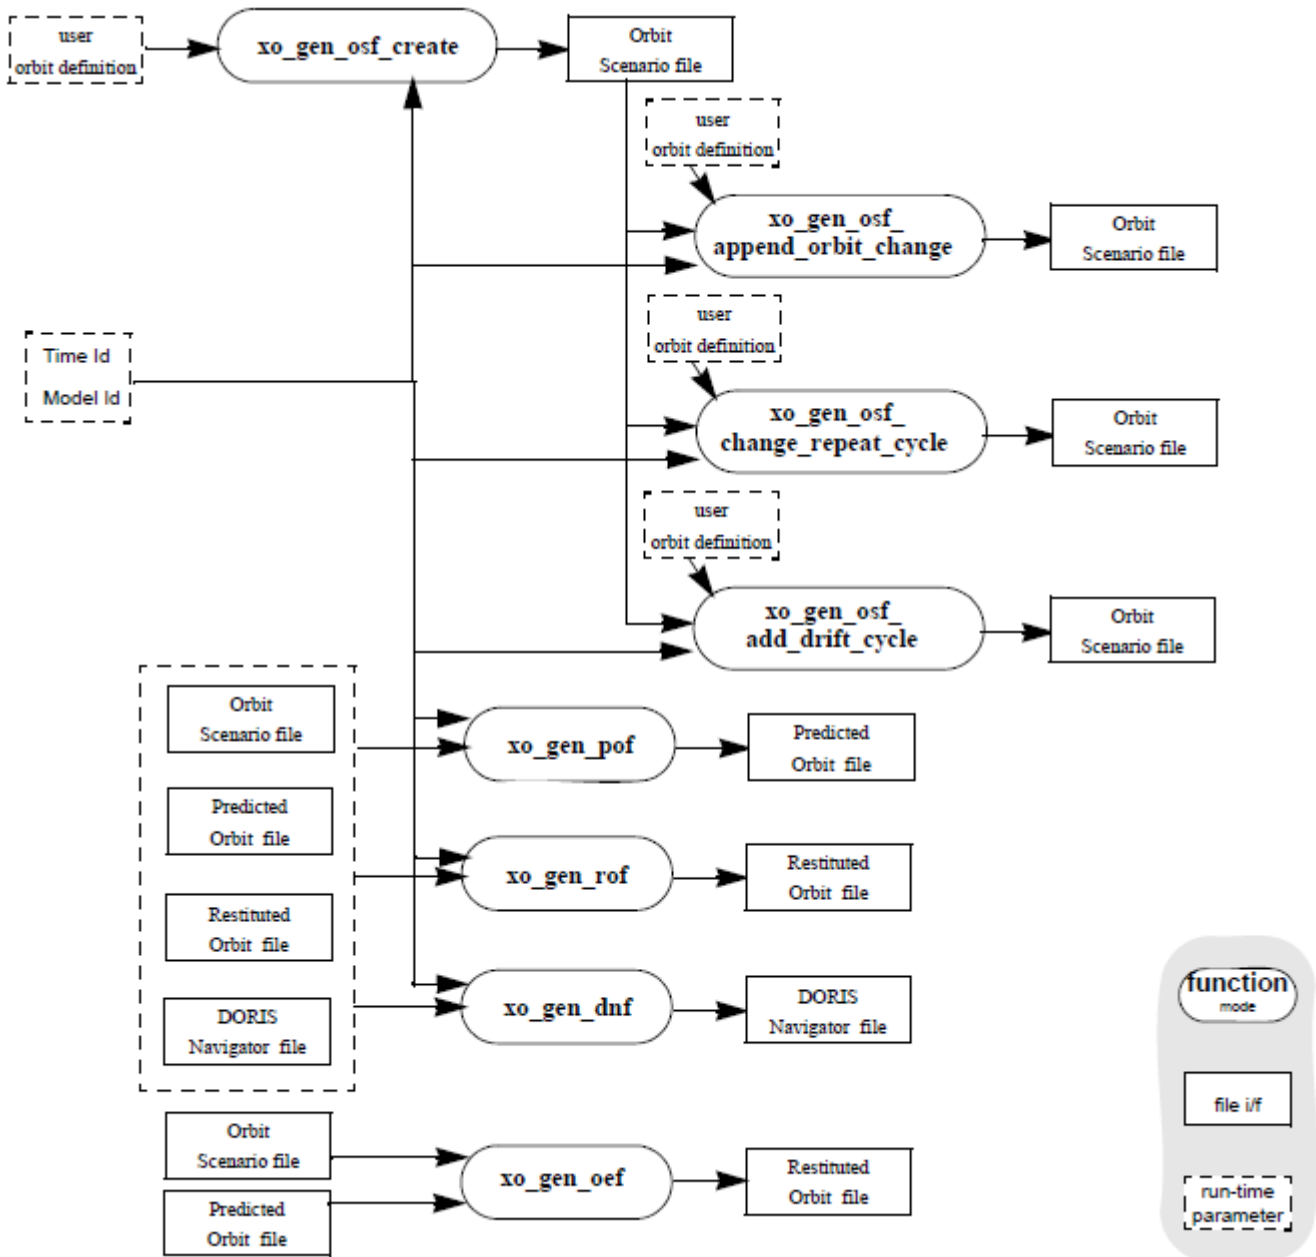 user
orbit definition
xo_gen_osf_create
Orbit
Scenario file
user
orbit definition
xo_gen_osf_
append_orbit_change
Orbit
Scenario file
user
orbit definition
Time Id
Model Id
xo_gen_osf_
change_repeat_cycle
Orbit
Scenario file
user
orbit definition
xo_gen_osf_
add_drift_cycle
Orbit
Scenario file
Orbit
Scenario file
xo_gen_pof
Predicted
Orbit file
Predicted
Orbit file
xo_gen_rof
Restituted
Orbit file
Restituted
Orbit file
DORIS
Navigator file
xo_gen_dnf
DORIS
Navigator file
Orbit
Scenario file
Predicted
Orbit file
xo_gen_oef
Restituted
Orbit file
function
mode
file i/f
run-time
parameter